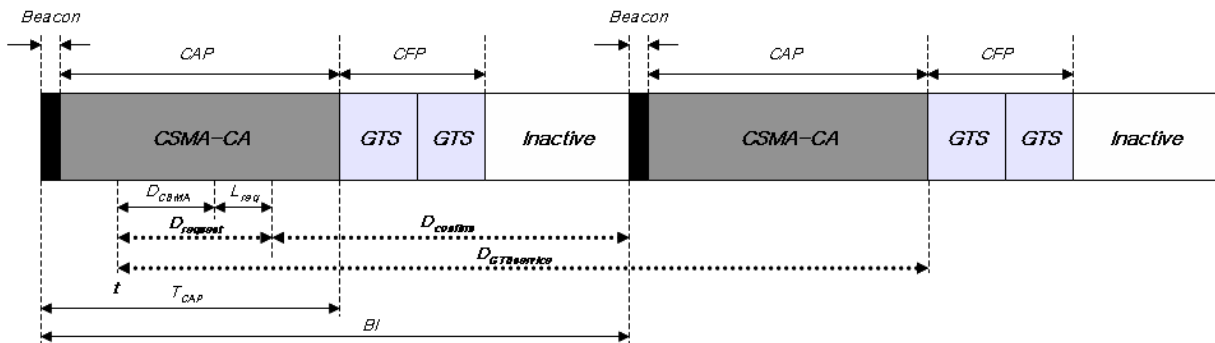 Beacon
Beacon
CAP
CFP
CAP
CFP
CSMA-CA
GTS
GTS
Inactive
CSMA-CA
GTS
GTS
Inactive
D_CSMA
L_req
D_request
D_confirm
D_GTSservice
t
T_CAP
BI